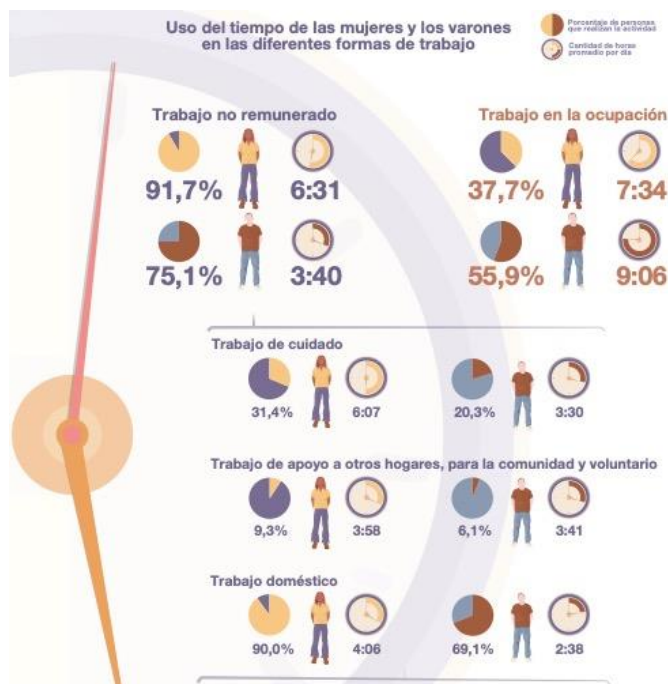 Uso del tiempo de las mujeres y los varones
en las diferentes formas de trabajo
Porcentaje de personas
que realizan la actividad
Cantidad de horas
promedio por día
Trabajo no remunerado
91,7%
6:31
75,1%
3:40
Trabajo en la ocupación
37,7%
7:34
55,9%
9:06
Trabajo de cuidado
31,4%
6:07
20,3%
3:30
Trabajo de apoyo a otros hogares, para la comunidad y voluntario
9,3%
3:58
6,1%
3:41
Trabajo doméstico
90,0%
4:06
69,1%
2:38